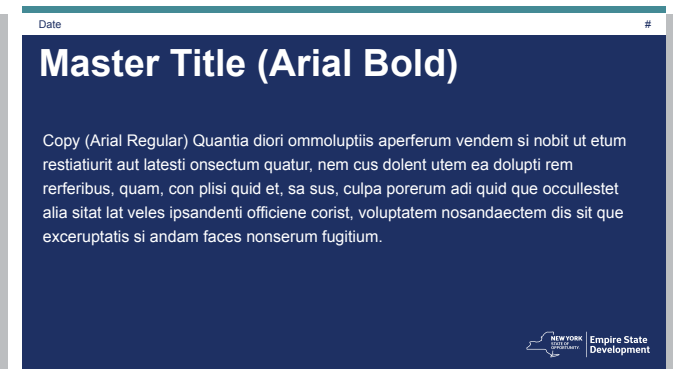 Date #
Master Title (Arial Bold)
Copy (Arial Regular) Quantia diori ommoluptiis aperferum vendem si nobit ut etum
restiatiurit aut latesti onsectum quatur, nem cus dolent utem ea dolupti rem
rerferibus, quam, con plisi quid et, sa sus, culpa porerum adi quid que occullestet
alia sitat lat veles ipsandenti officiene corist, voluptatem nosandaectem dis sit que
exceruptatis si andam faces nonserum fugitium.
NEW YORK
STATE OF
OPPORTUNITY.
Empire State
Development